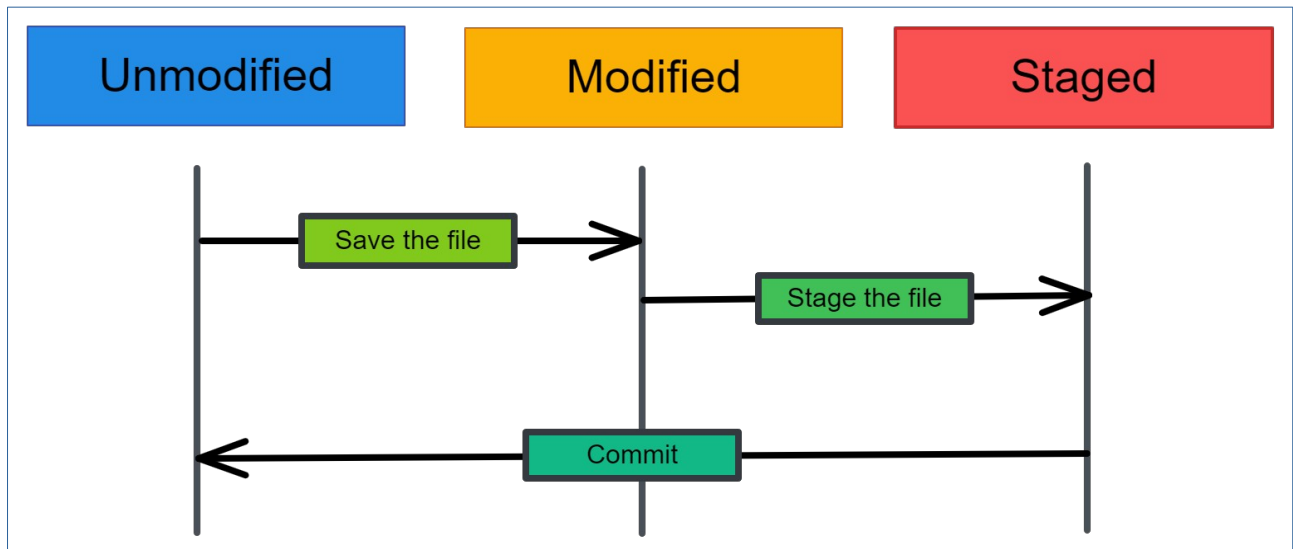 Unmodified
Modified
Staged
Save the file
Stage the file
Commit